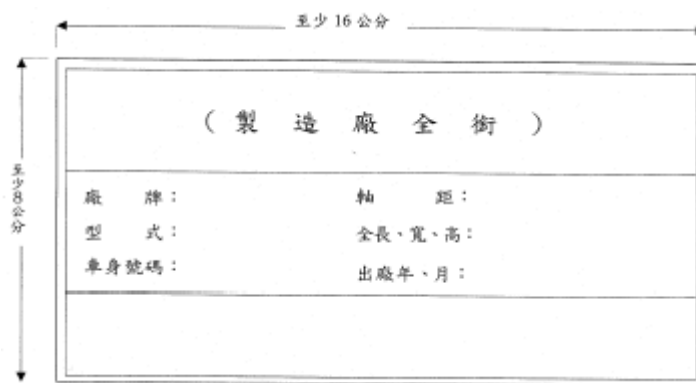 至少 16 公分
至少8公分
(製造廠全銜)
廠牌: 軸距:
型式: 全長、寬、高:
車身號碼: 出廠年、月: